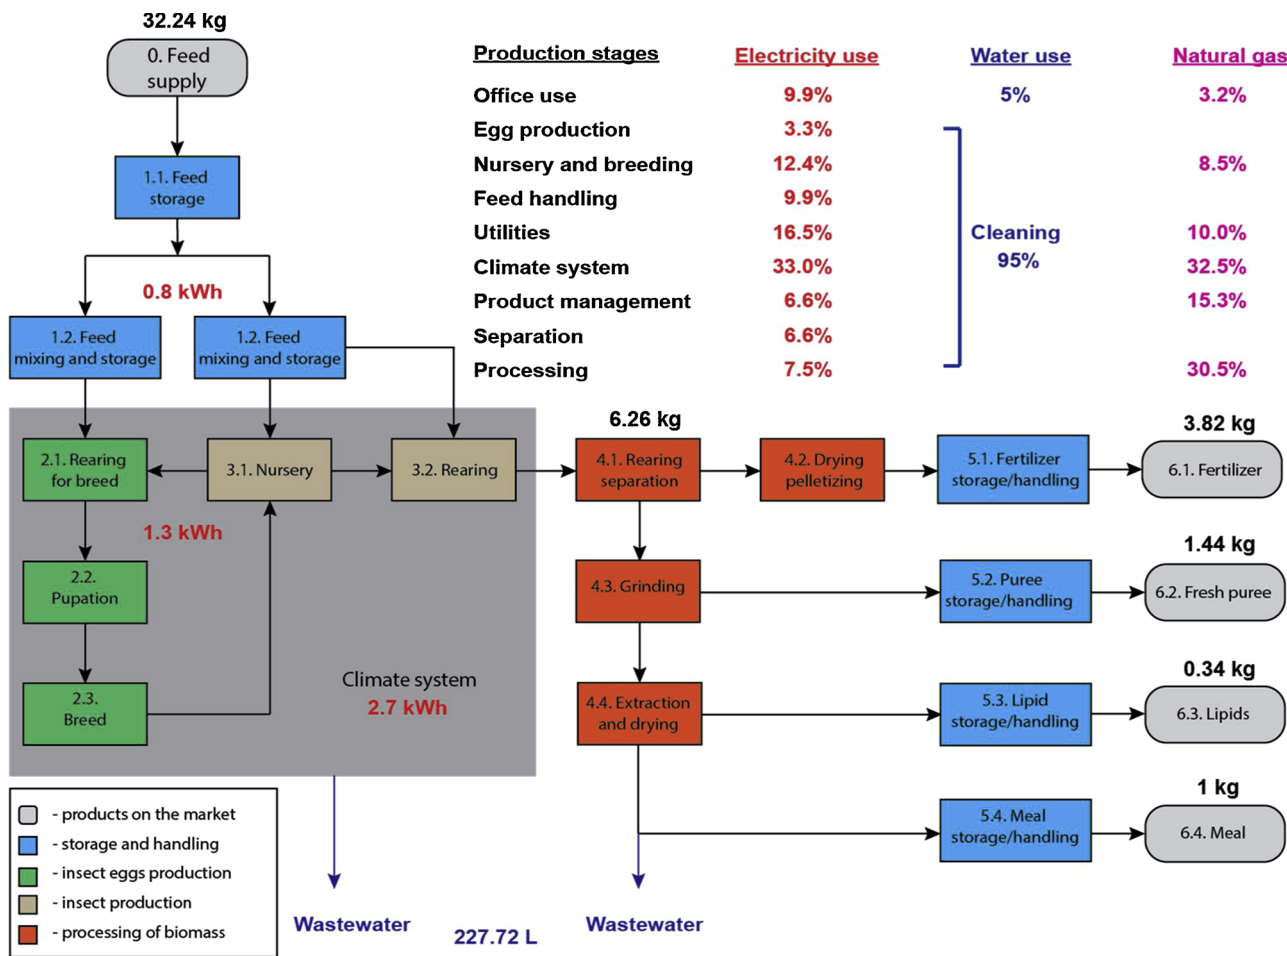 32.24 kg
0. Feed
supply
Production stages Electricity use Water use Natural gas
Office use 9.9% 5% 3.2%
Egg production 3.3%
Nursery and breeding 12.4% 8.5%
Feed handling 9.9%
Utilities 16.5% 10.0%
Climate system 33.0% 32.5%
Product management 6.6% 15.3%
Separation 6.6%
Processing 7.5% 30.5%
Cleaning
95%
1.1. Feed
storage
0.8 kWh
1.2. Feed
mixing and storage
1.2. Feed
mixing and storage
2.1. Rearing
for breed
3.1. Nursery
3.2. Rearing
6.26 kg
4.1. Rearing
separation
4.2. Drying
pelletizing
5.1. Fertilizer
storage/handling
3.82 kg
6.1. Fertilizer
1.3 kWh
2.2.
Pupation
4.3. Grinding
5.2. Puree
storage/handling
1.44 kg
6.2. Fresh puree
2.3.
Breed
Climate system
2.7 kWh
4.4. Extraction
and drying
5.3. Lipid
storage/handling
0.34 kg
6.3. Lipids
5.4. Meal
storage/handling
1 kg
6.4. Meal
- products on the market
- storage and handling
- insect eggs production
- insect production
- processing of biomass
Wastewater
227.72 L
Wastewater